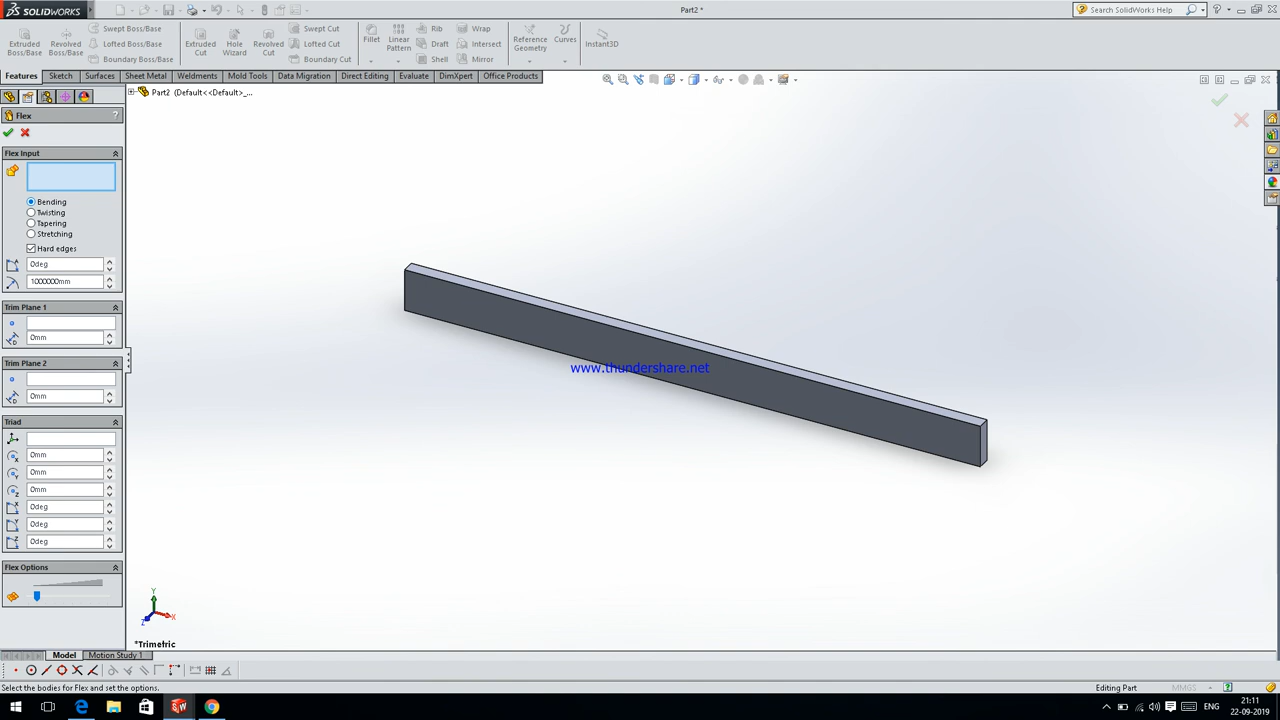 SOLIDWORKS
Part2 *
Search SolidWorks Help
Extruded Boss/Base
Revolved Boss/Base
Swept Boss/Base
Lofted Boss/Base
Boundary Boss/Base
Extruded Cut
Hole Wizard
Revolved Cut
Swept Cut
Lofted Cut
Boundary Cut
Fillet
Linear Pattern
Rib
Draft
Shell
Wrap
Intersect
Mirror
Reference Geometry
Curves
Instant3D
Features
Sketch
Surfaces
Sheet Metal
Weldments
Mold Tools
Data Migration
Direct Editing
Evaluate
DimXpert
Office Products
Part2 (Default<<Default>_...
Flex
?
Flex Input
Bending
Twisting
Tapering
Stretching
Hard edges
0deg
1000000mm
Trim Plane 1
0mm
Trim Plane 2
0mm
Triad
0mm
0mm
0mm
0deg
0deg
0deg
Flex Options
www.thundershare.net
Y
X
Z
*Trimetric
Model
Motion Study 1
Select the bodies for Flex and set the options.
Editing Part
MMGS
ENG
21:11
22-09-2019